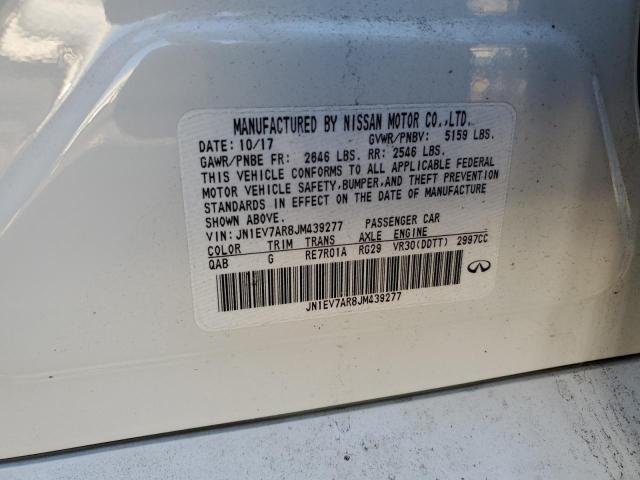 MANUFACTURED BY NISSAN MOTOR CO.,LTD.
DATE: 10/17 GVWR/PNBV: 5159 LBS.
GAWR/PNBE FR: 2646 LBS. RR: 2546 LBS.
THIS VEHICLE CONFORMS TO ALL APPLICABLE FEDERAL
MOTOR VEHICLE SAFETY,BUMPER,AND THEFT PREVENTION
STANDARDS IN EFFECT ON THE DATE OF MANUFACTURE
SHOWN ABOVE.
VIN: JN1EV7AR8JM439277 PASSENGER CAR
COLOR TRIM TRANS AXLE ENGINE
QAB G RE7R01A RG29 VR30(DDTT) 2997CC
JN1EV7AR8JM439277